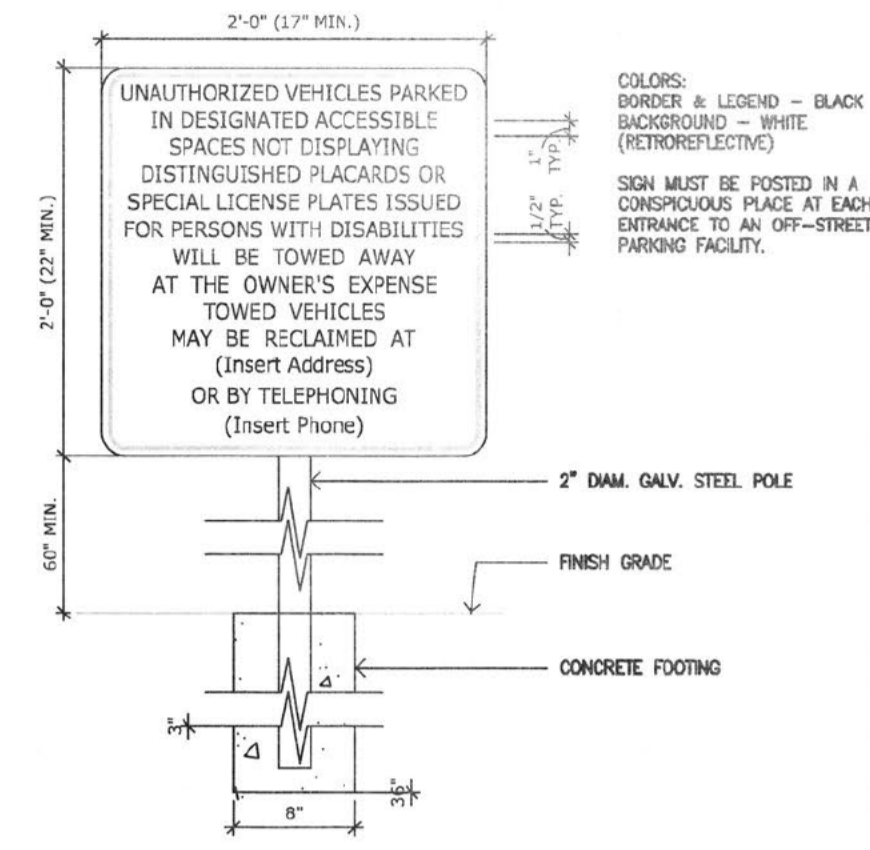 2'-0" (17" MIN.)
UNAUTHORIZED VEHICLES PARKED
IN DESIGNATED ACCESSIBLE
SPACES NOT DISPLAYING
DISTINGUISHED PLACARDS OR
SPECIAL LICENSE PLATES ISSUED
FOR PERSONS WITH DISABILITIES
WILL BE TOWED AWAY
AT THE OWNER'S EXPENSE
TOWED VEHICLES
MAY BE RECLAIMED AT
(Insert Address)
OR BY TELEPHONING
(Insert Phone)
2'-0" (22" MIN.)
1"
TYP.
1/2"
TYP.
COLORS:
BORDER & LEGEND – BLACK
BACKGROUND – WHITE
(RETROREFLECTIVE)
SIGN MUST BE POSTED IN A
CONSPICUOUS PLACE AT EACH
ENTRANCE TO AN OFF–STREET
PARKING FACILITY.
60" MIN.
2" DIAM. GALV. STEEL POLE
FINISH GRADE
CONCRETE FOOTING
3"
36"
8"